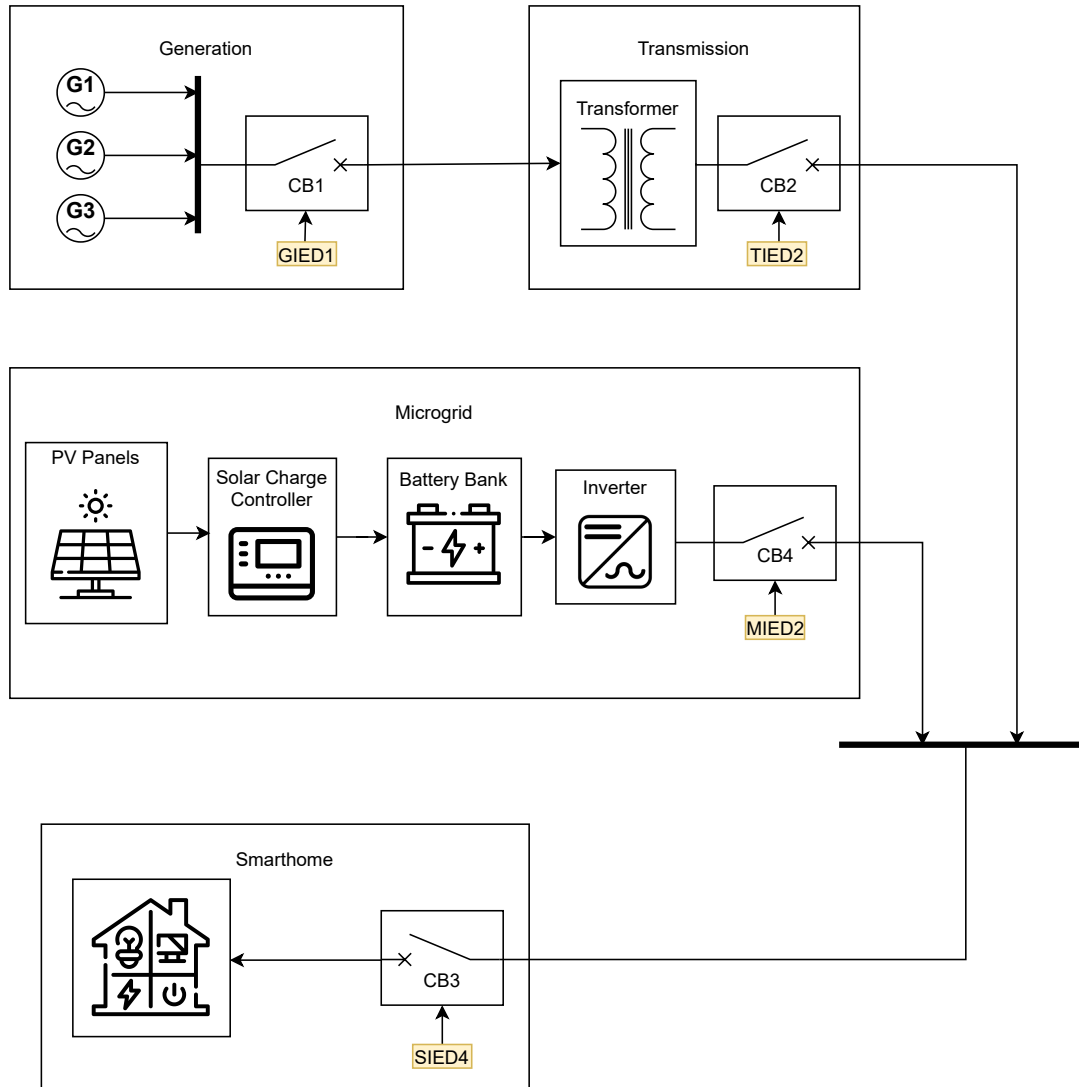 Generation
G1
G2
G3
CB1
GIED1
Transmission
Transformer
CB2
TIED2
Microgrid
PV Panels
Solar Charge
Controller
Battery Bank
Inverter
CB4
MIED2
Smarthome
CB3
SIED4